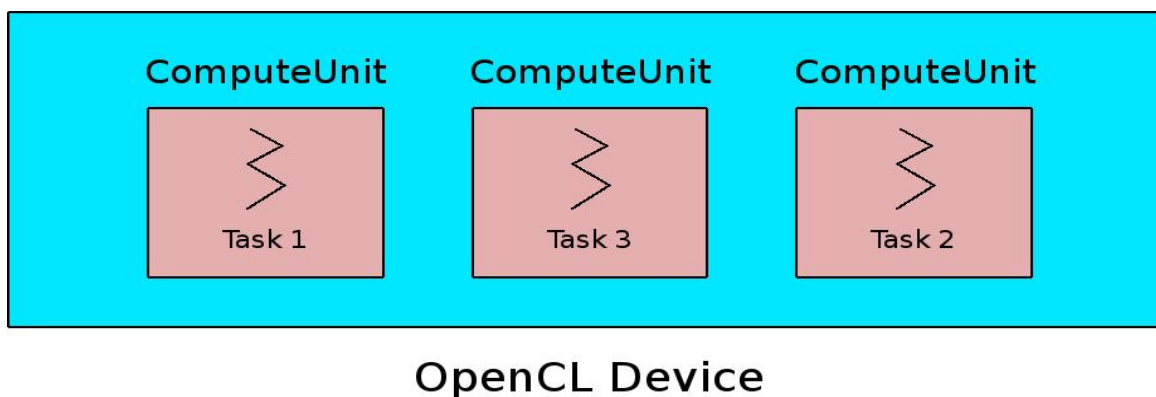 ComputeUnit ComputeUnit ComputeUnit
Task 1 Task 3 Task 2
OpenCL Device